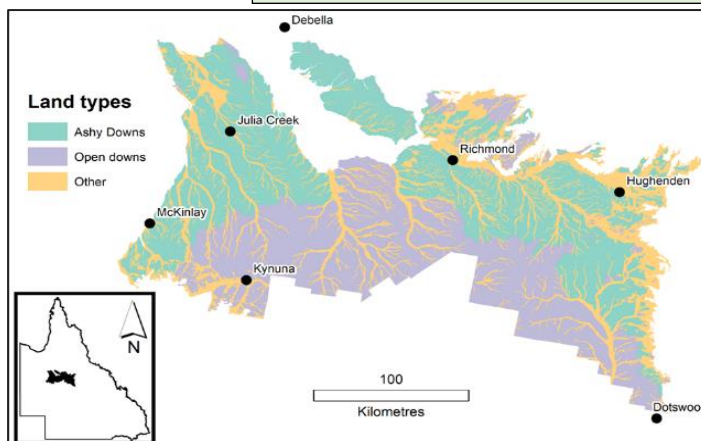 Debella
Land types
Ashy Downs
Open downs
Other
Julia Creek
Richmond
Hughenden
McKinlay
Kynuna
N
100
Kilometres
Dotswoo